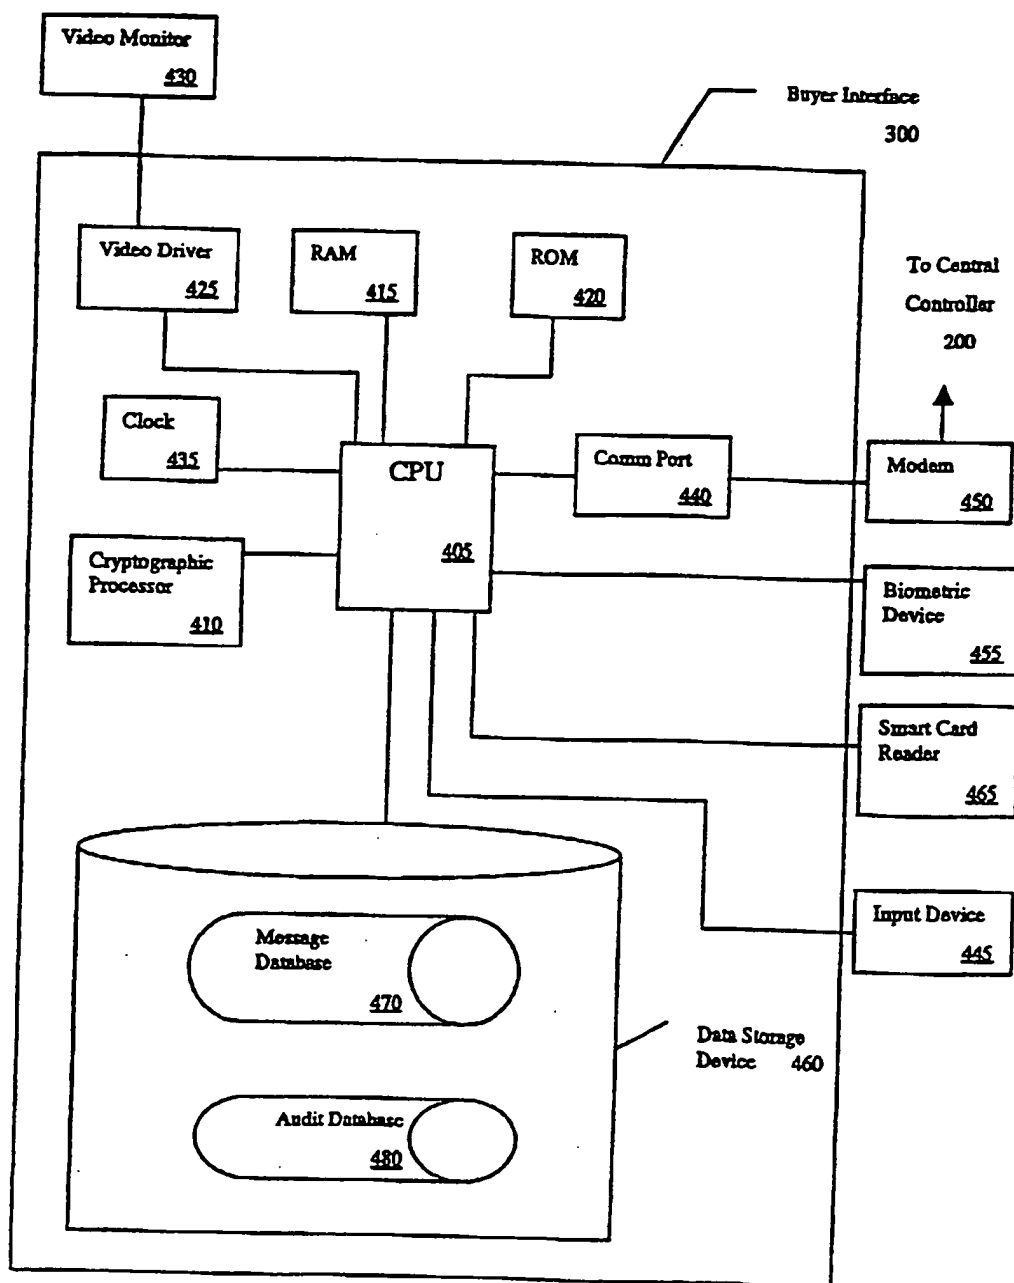 Video Monitor
430
Buyer Interface
300
Video Driver
425
RAM
415
ROM
420
To Central
Controller
200
Clock
435
CPU
405
Comm Port
440
Modem
450
Cryptographic
Processor
410
Biometric
Device
455
Smart Card
Reader
465
Input Device
445
Message
Database
470
Data Storage
Device 460
Audit Database
480